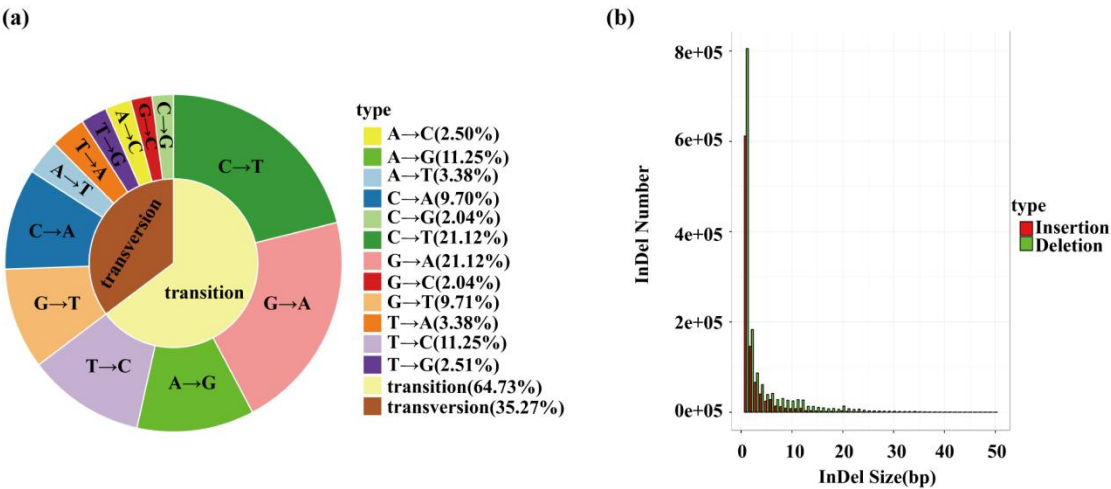 (a)
C→T
G→A
A→G
T→C
G→T
C→A
A→T
T→A
T→G
A→C
G→C
C→G
transversion
transition
type
A→C(2.50%)
A→G(11.25%)
A→T(3.38%)
C→A(9.70%)
C→G(2.04%)
C→T(21.12%)
G→A(21.12%)
G→C(2.04%)
G→T(9.71%)
T→A(3.38%)
T→C(11.25%)
T→G(2.51%)
transition(64.73%)
transversion(35.27%)
(b)
InDel Number
8e+05
6e+05
4e+05
2e+05
0e+05
0 10 20 30 40 50
InDel Size(bp)
type
Insertion
Deletion